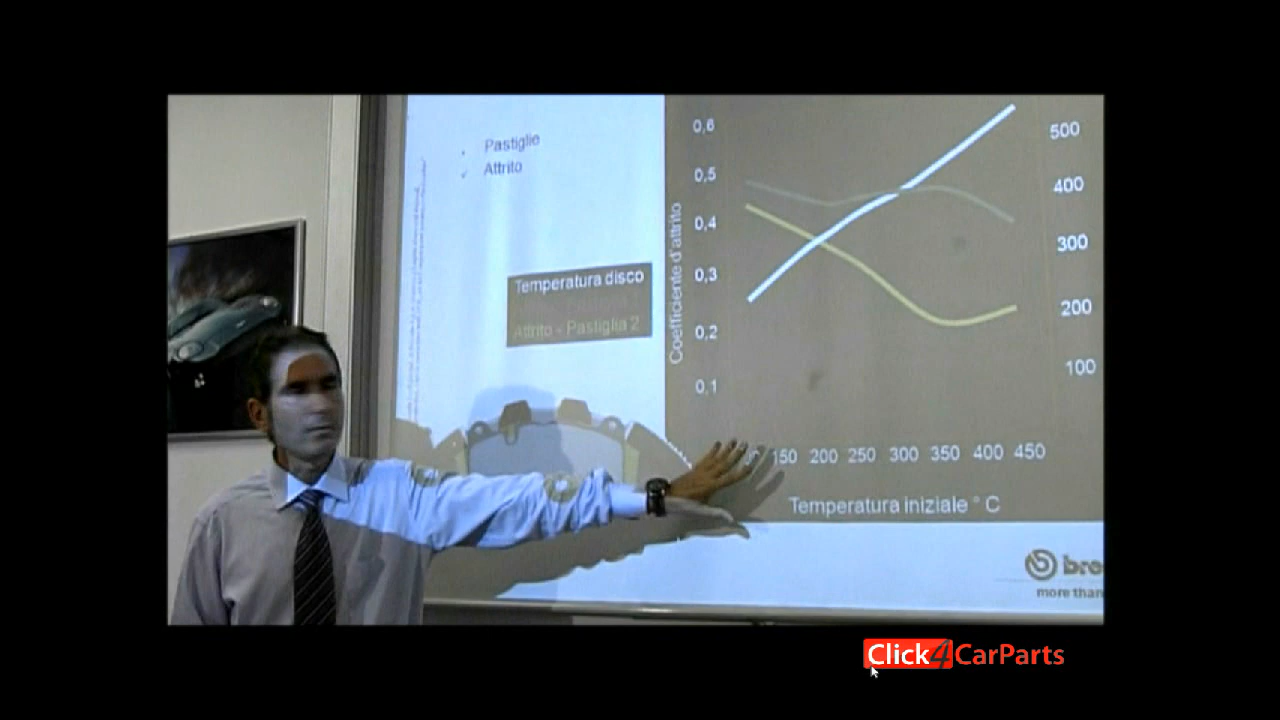 Pastiglie
Attrito
Temperatura disco
Attrito - Pastiglia 2
Coefficiente d'attrito
0,6
0,5
0,4
0,3
0,2
0,1
500
400
300
200
100
150 200 250 300 350 400 450
Temperatura iniziale ° C
more than
Click4CarParts